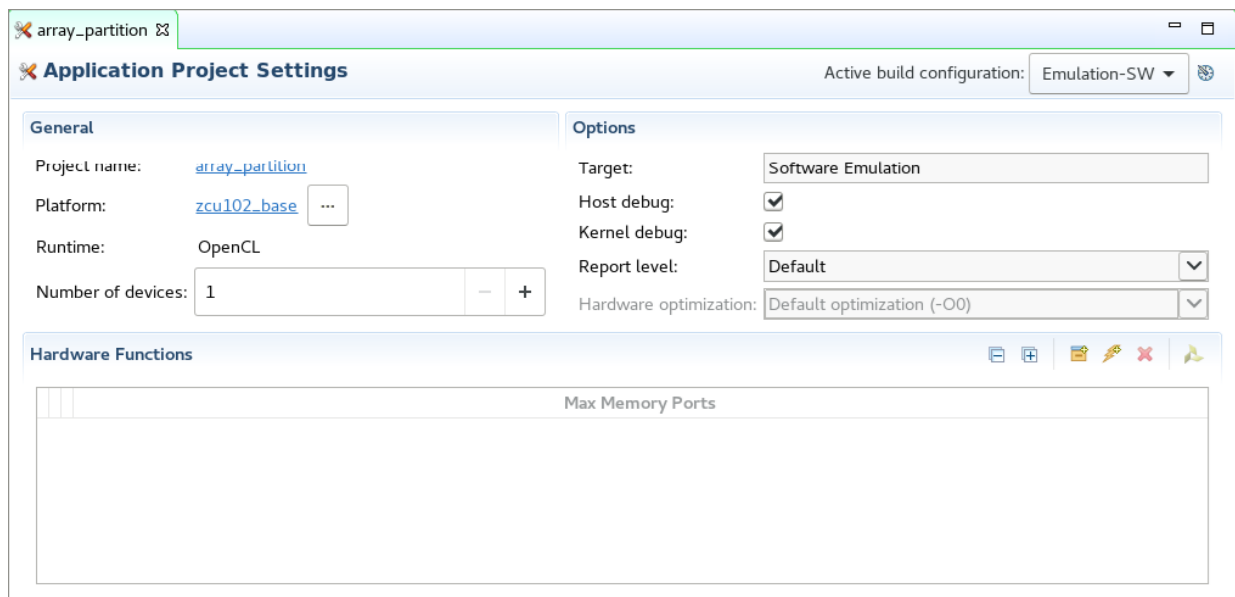 array_partition
Application Project Settings
Active build configuration: Emulation-SW
General
Project name: array_partition
Platform: zcu102_base ...
Runtime: OpenCL
Number of devices: 1
Options
Target: Software Emulation
Host debug:
Kernel debug:
Report level: Default
Hardware optimization: Default optimization (-O0)
Hardware Functions
Max Memory Ports